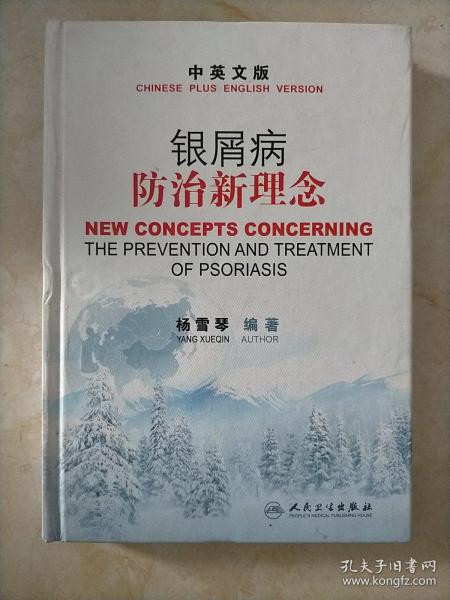 中英文版
CHINESE PLUS ENGLISH VERSION
银屑病
防治新理念
NEW CONCEPTS CONCERNING
THE PREVENTION AND TREATMENT
OF PSORIASIS
杨雪琴 编著
YANG XUEQIN AUTHOR
人民卫生出版社
PEOPLE'S MEDICAL PUBLISHING HOUSE
孔夫子旧书网
www.kongfz.com